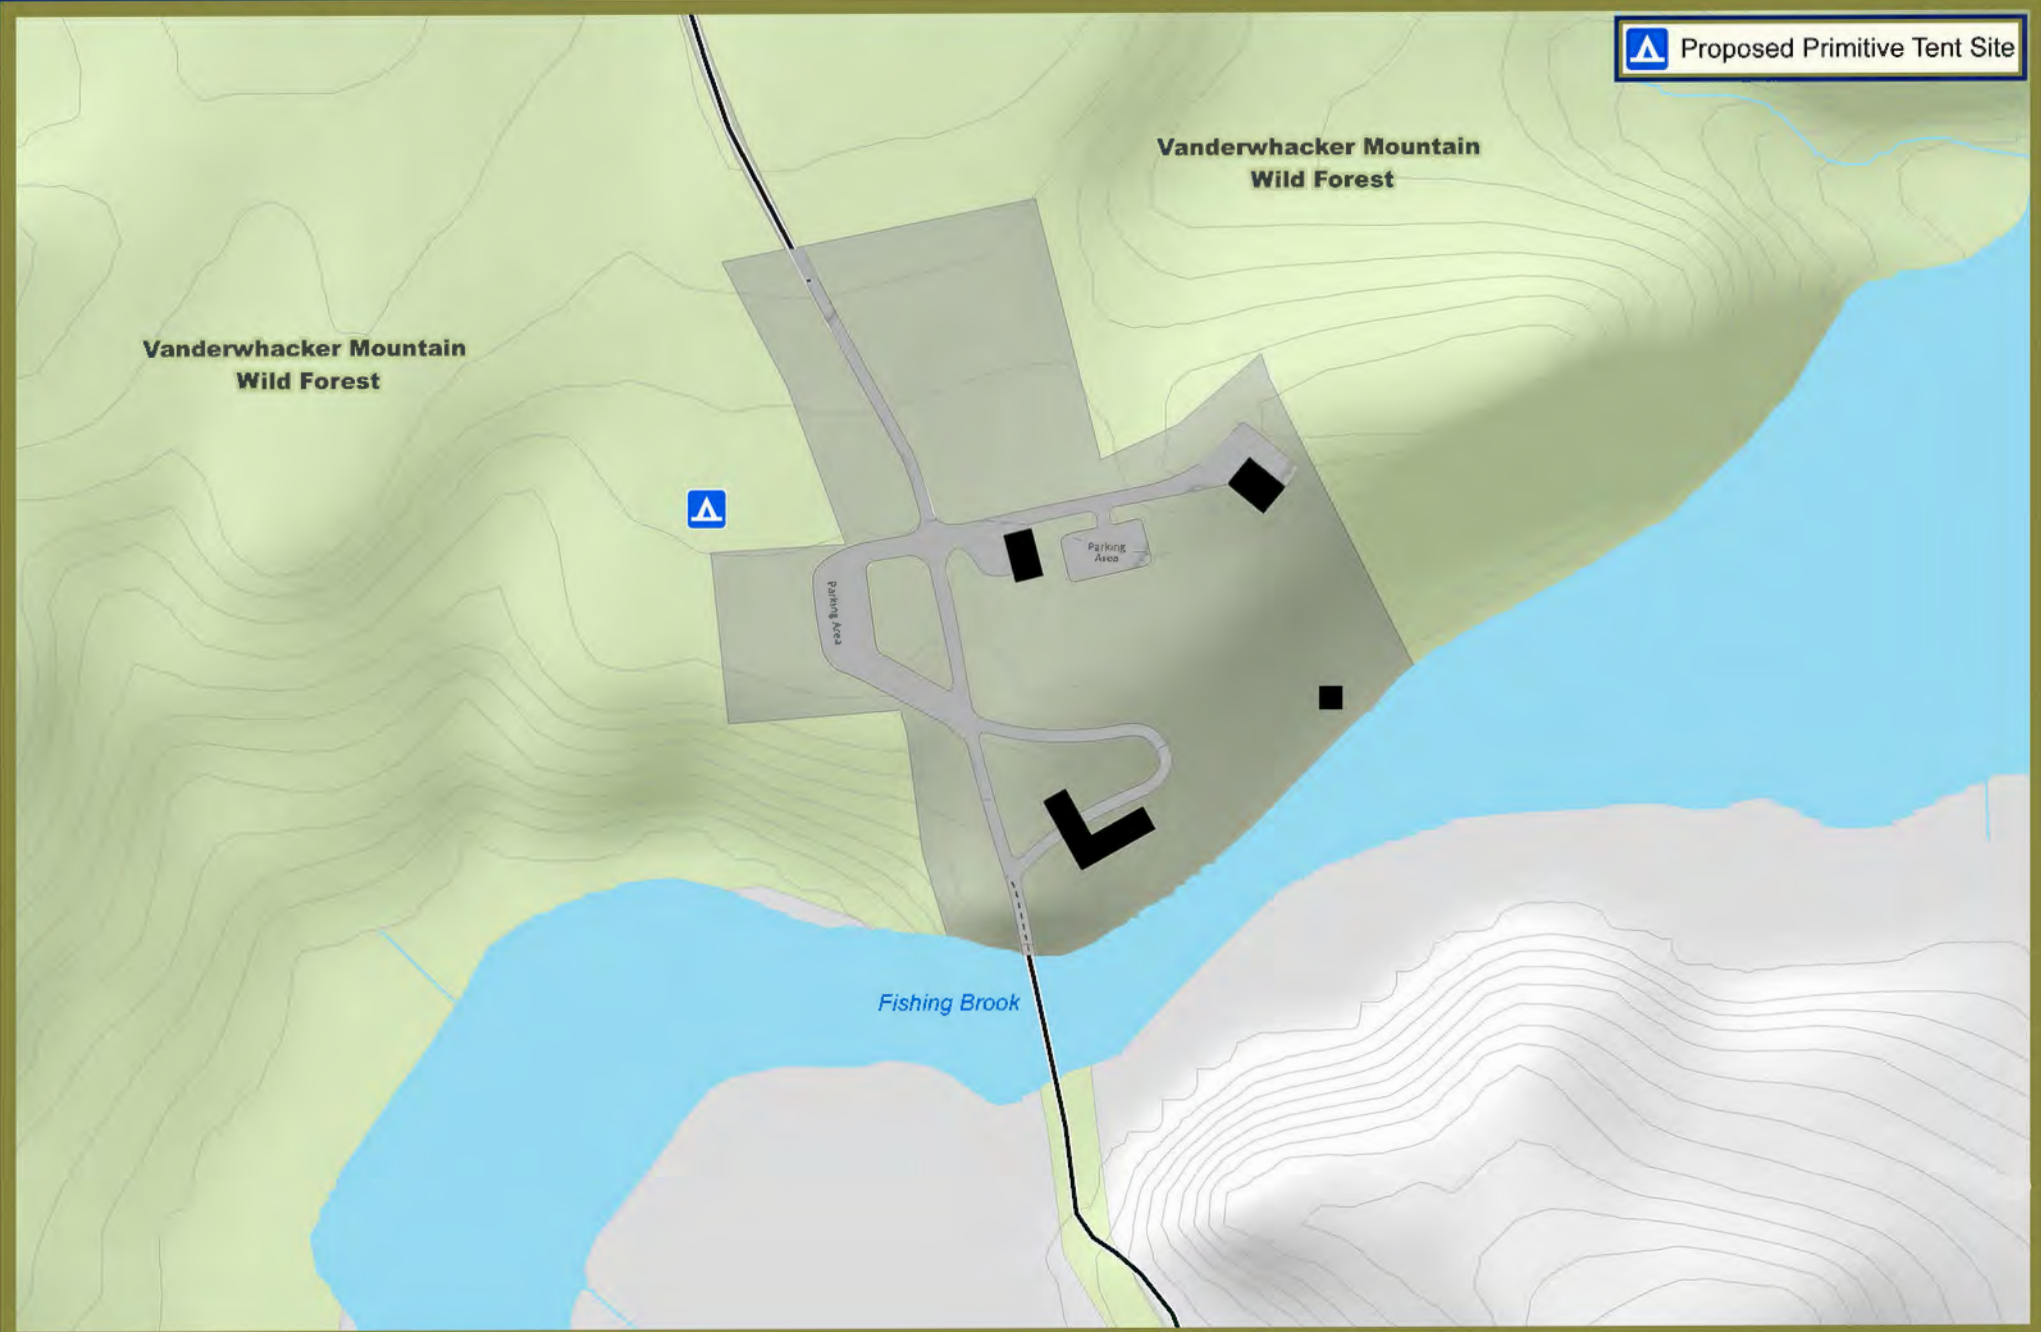 Proposed Primitive Tent Site
Vanderwhacker Mountain
Wild Forest
Vanderwhacker Mountain
Wild Forest
Parking
Area
Parking Area
Fishing Brook